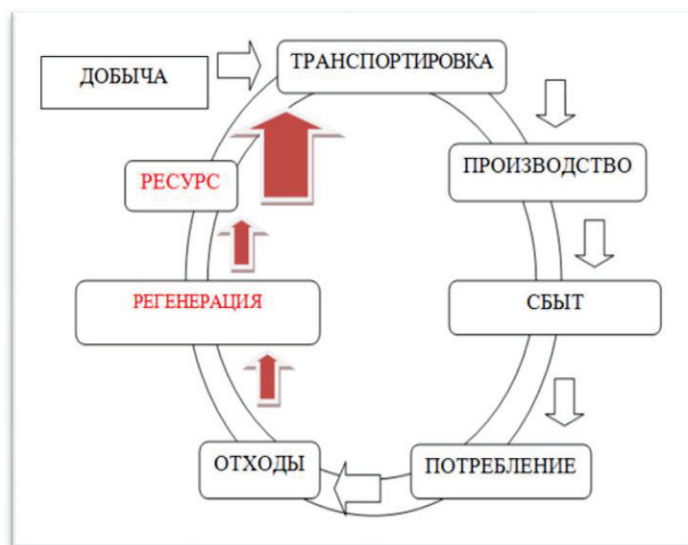 ДОБЫЧА
ТРАНСПОРТИРОВКА
ПРОИЗВОДСТВО
СБЫТ
ПОТРЕБЛЕНИЕ
ОТХОДЫ
РЕГЕНЕРАЦИЯ
РЕСУРС